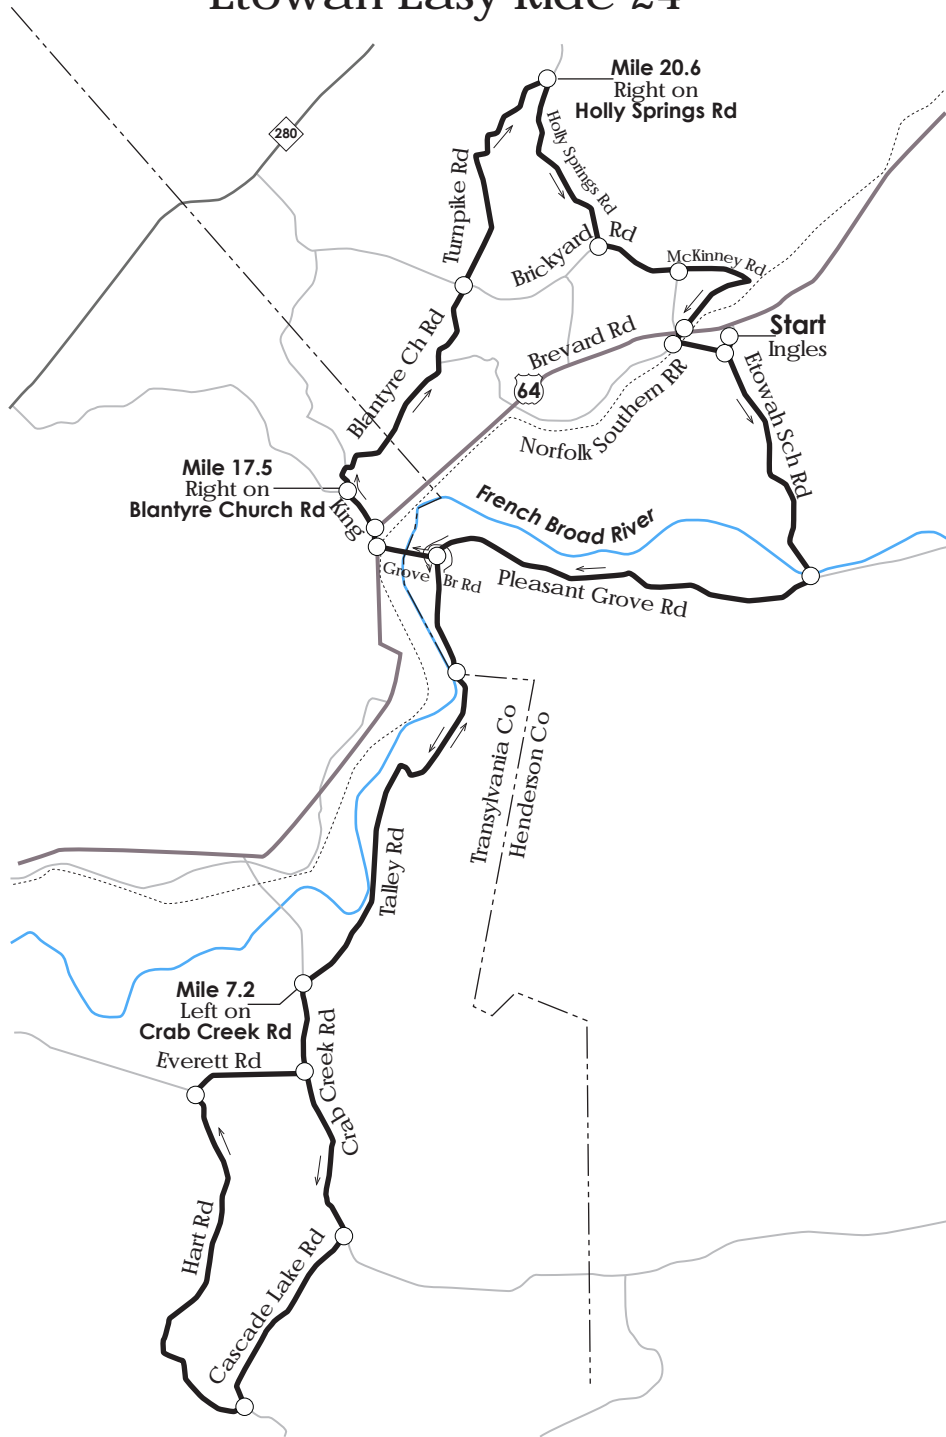 Etowah Easy Ride 24
Mile 20.6
Right on
Holly Springs Rd
280
Holly Springs Rd
Turnpike Rd
Brickyard Rd
McKinney Rd
Start
Ingles
Brevard Rd
Blantyre Ch Rd
64
Etowah Sch Rd
Norfolk Southern RR
Mile 17.5
Right on
Blantyre Church Rd
King
French Broad River
Grove Br Rd
Pleasant Grove Rd
Transylvania Co
Henderson Co
Talley Rd
Mile 7.2
Left on
Crab Creek Rd
Everett Rd
Crab Creek Rd
Hart Rd
Cascade Lake Rd